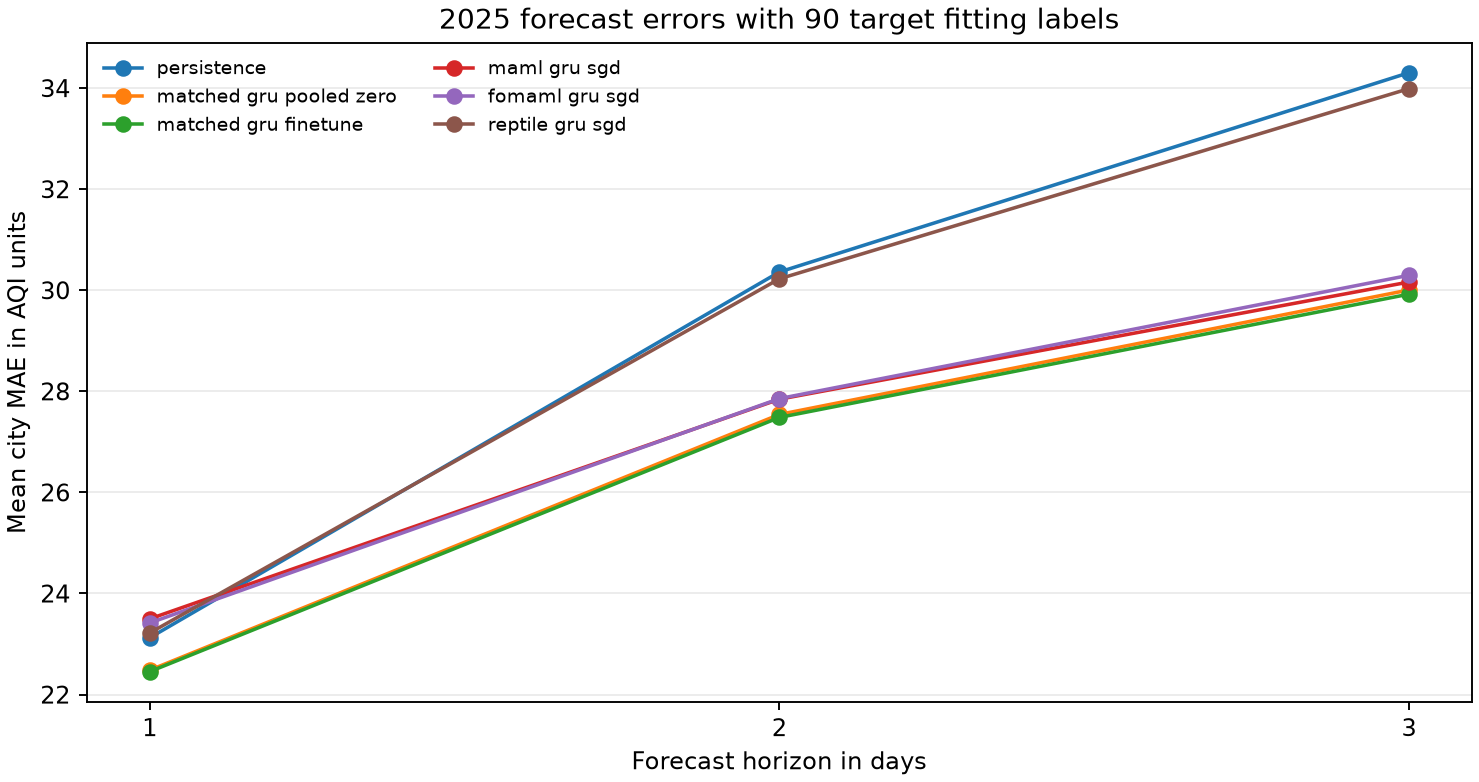 2025 forecast errors with 90 target fitting labels
persistence
matched gru pooled zero
matched gru finetune
maml gru sgd
fomaml gru sgd
reptile gru sgd
Mean city MAE in AQI units
34
32
30
28
26
24
22
1
2
3
Forecast horizon in days